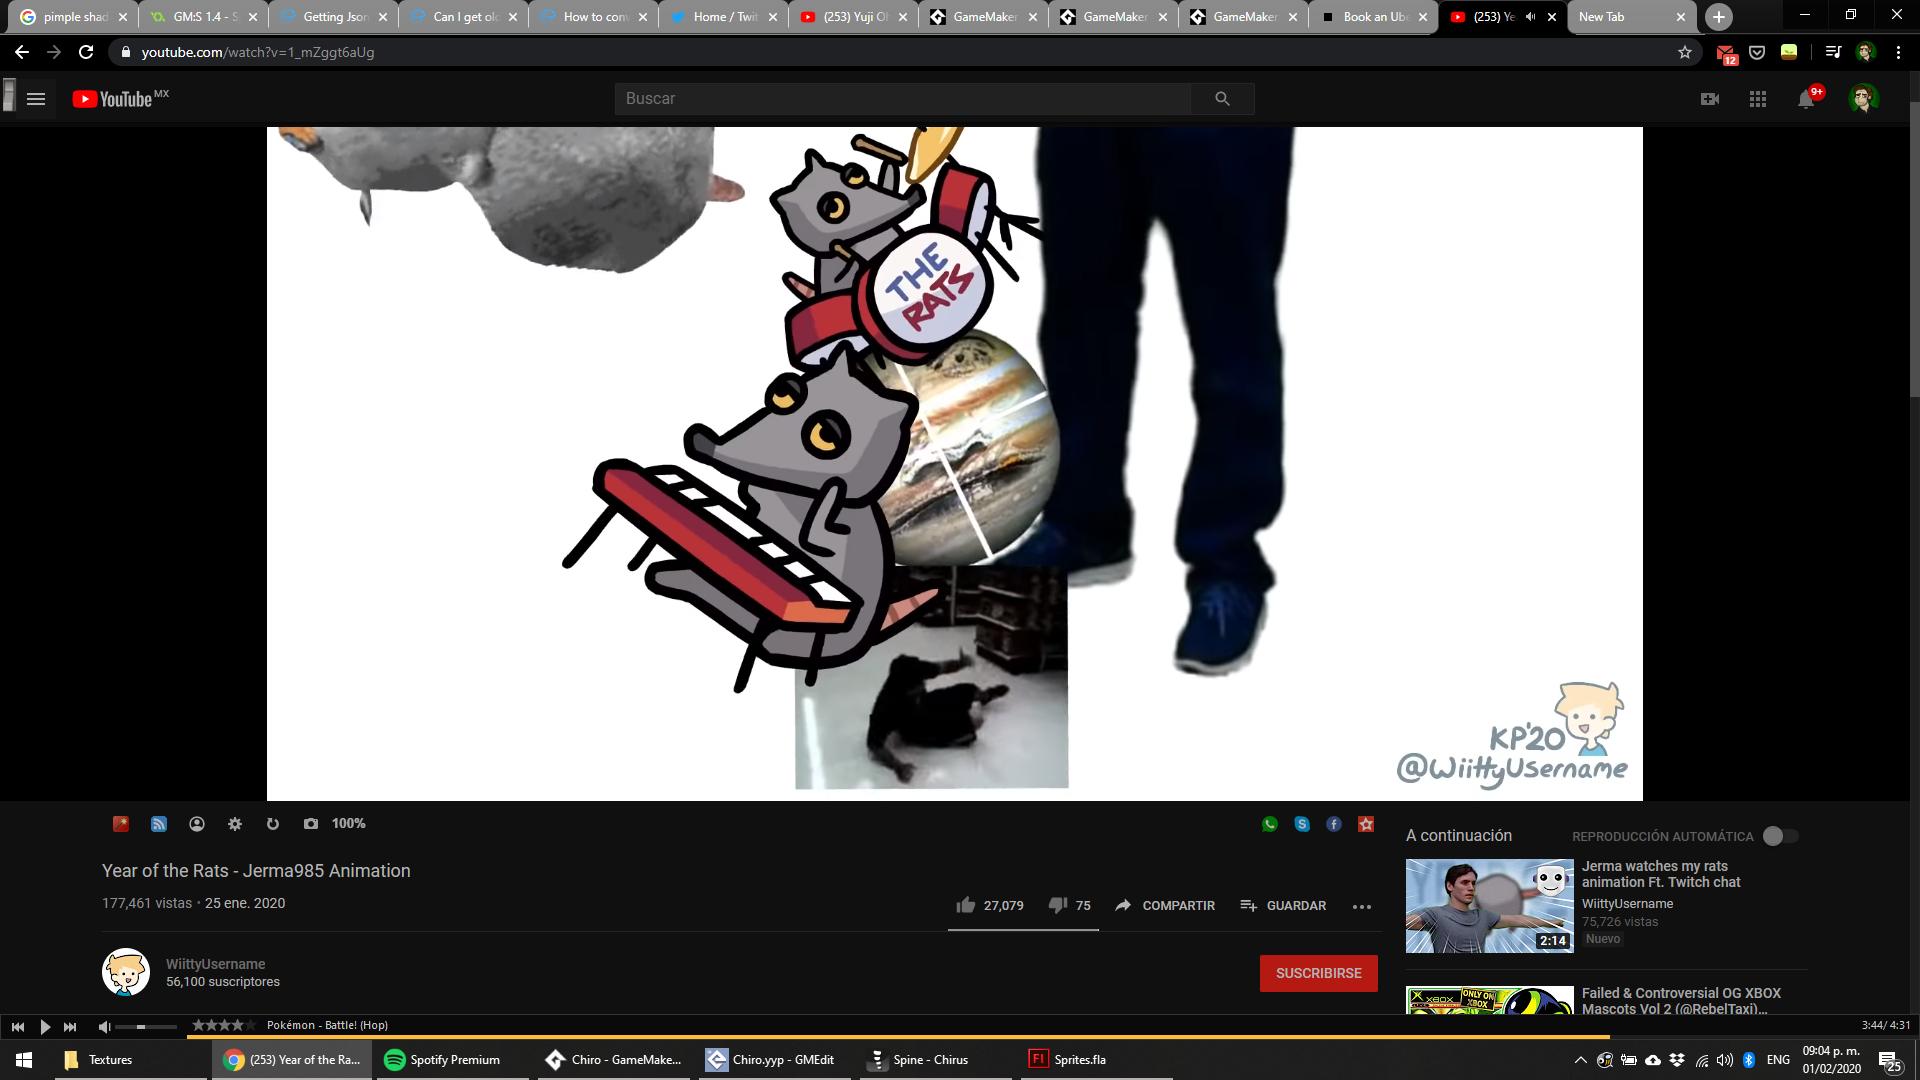 pimple shad
GM:S 1.4 - S
Getting Json
Can I get old
How to conv
Home / Twit
(253) Yuji Oh
GameMaker
GameMaker
GameMaker
Book an Ube
(253) Ye
New Tab
youtube.com/watch?v=1_mZggt6aUg
12
YouTube MX
Buscar
9+
THE
RATS
KP'20
@WiittyUsername
100%
Year of the Rats - Jerma985 Animation
177,461 vistas • 25 ene. 2020
27,079
75
COMPARTIR
GUARDAR
WiittyUsername
56,100 suscriptores
SUSCRIBIRSE
A continuación
REPRODUCCIÓN AUTOMÁTICA
Jerma watches my rats
animation Ft. Twitch chat
WiittyUsername
75,726 vistas
Nuevo
2:14
XBOX
ONLY ON
XBOX
Failed & Controversial OG XBOX
Mascots Vol 2 (@RebelTaxi)...
Pokémon - Battle! (Hop)
3:44/ 4:31
Textures
(253) Year of the Ra...
Spotify Premium
Chiro - GameMake...
Chiro.yyp - GMEdit
Spine - Chirus
Fl
Sprites.fla
ENG
09:04 p. m.
01/02/2020
25